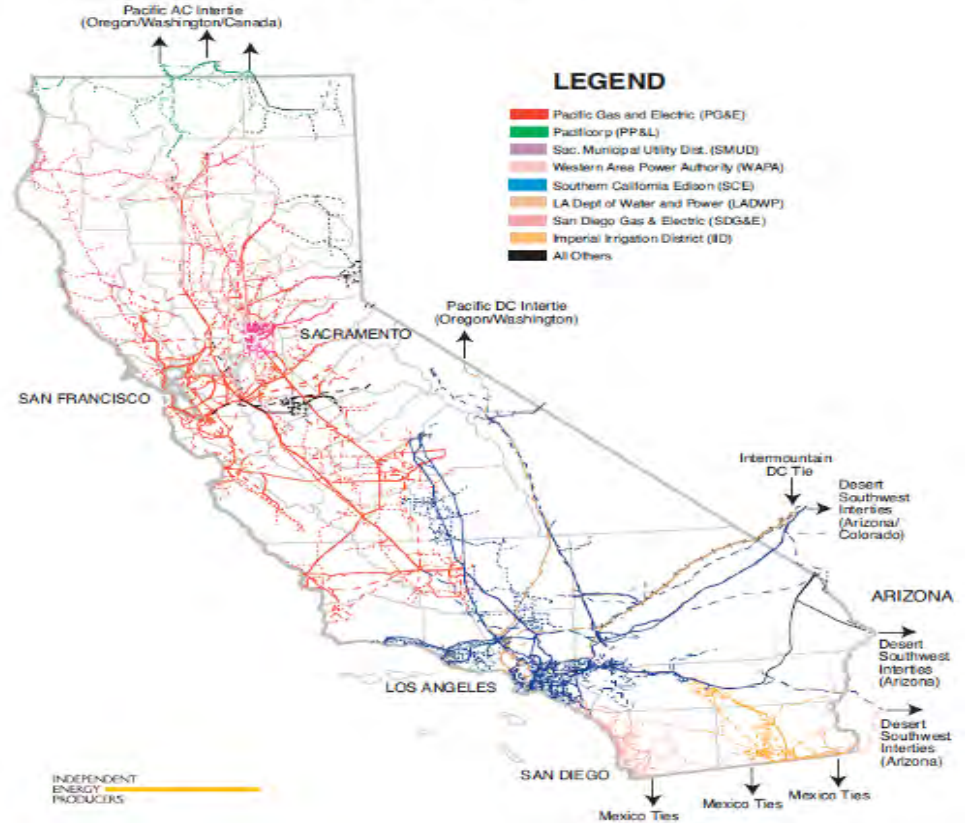 Pacific AC Intertie
(Oregon/Washington/Canada)
LEGEND
Pacific Gas and Electric (PG&E)
Pacificorp (PP&L)
Sac. Municipal Utility Dist. (SMUD)
Western Area Power Authority (WAPA)
Southern California Edison (SCE)
LA Dept of Water and Power (LADWP)
San Diego Gas & Electric (SDG&E)
Imperial Irrigation District (IID)
All Others
Pacific DC Intertie
(Oregon/Washington)
SACRAMENTO
SAN FRANCISCO
Intermountain
DC Tie
Desert
Southwest
Interties
(Arizona/
Colorado)
ARIZONA
Desert
Southwest
Interties
(Arizona)
LOS ANGELES
Desert
Southwest
Interties
(Arizona)
SAN DIEGO
INDEPENDENT
ENERGY
PRODUCERS
Mexico Ties
Mexico Ties
Mexico Ties